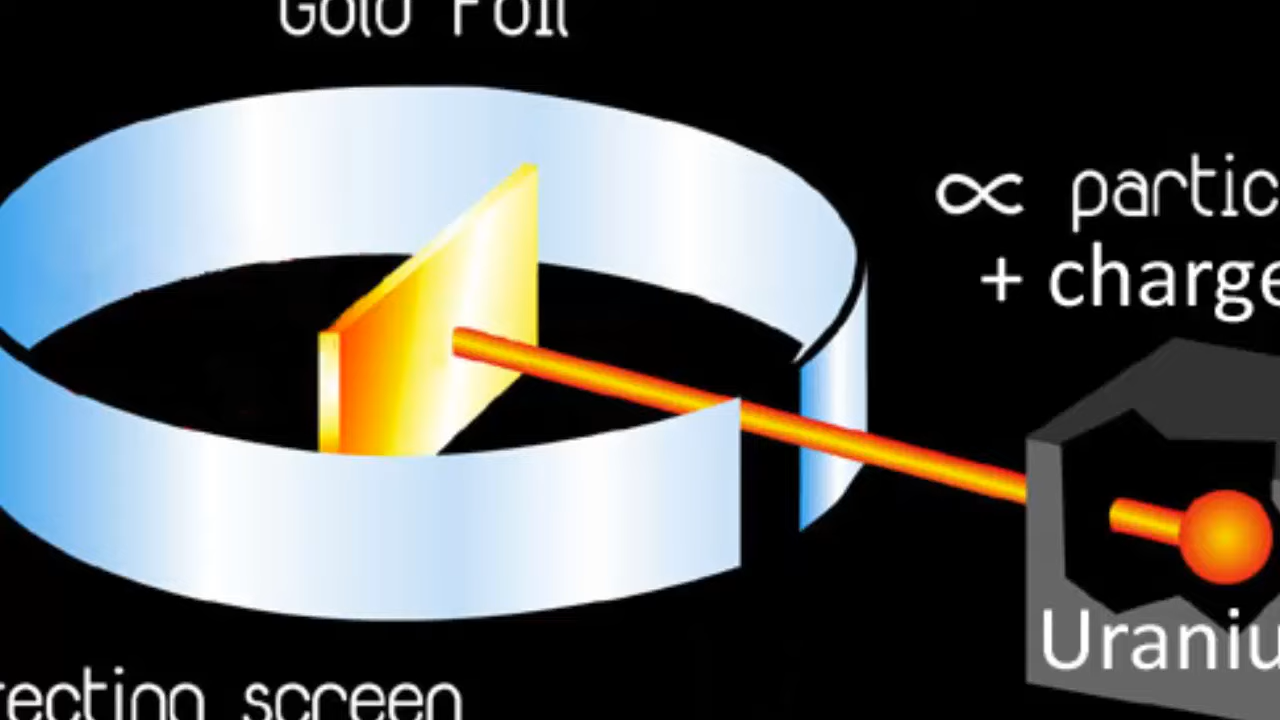 Gold Foil
∝ partic
+ charge
Uraniu
tecting screen